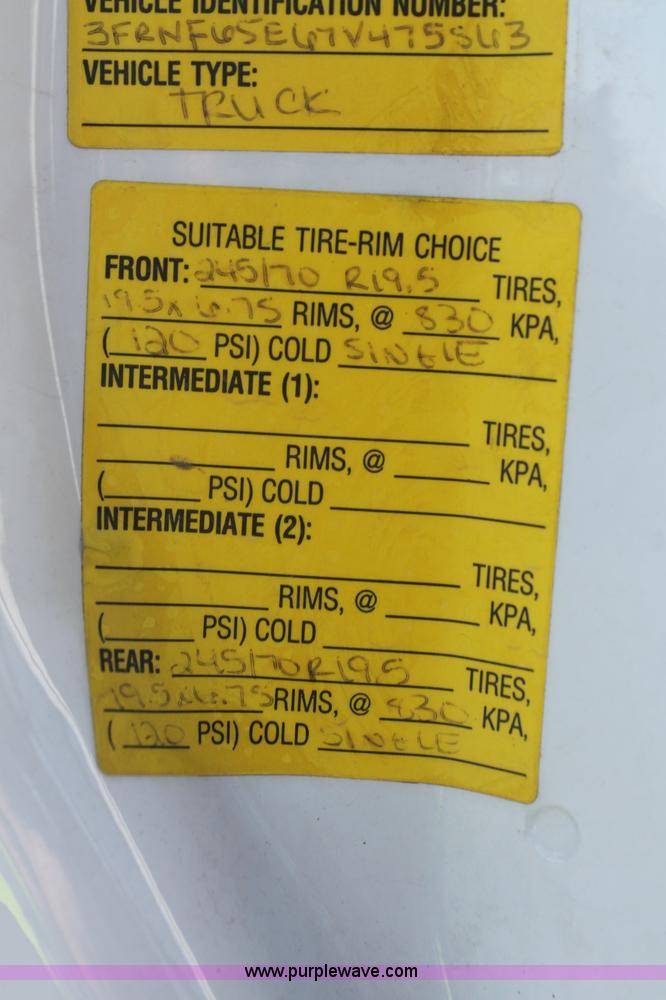 VEHICLE IDENTIFICATION NUMBER:
3FRNF65E67V475563
VEHICLE TYPE:
TRUCK
SUITABLE TIRE-RIM CHOICE
FRONT: 245/70 R19.5 TIRES,
19.5x6.75 RIMS, @ 830 KPA,
(120 PSI) COLD SINGLE
INTERMEDIATE (1):
TIRES,
RIMS, @ KPA,
( PSI) COLD
INTERMEDIATE (2):
TIRES,
RIMS, @ KPA,
( PSI) COLD
REAR: 245/70R19.5 TIRES,
19.5x6.75 RIMS, @ 830 KPA,
(120 PSI) COLD SINGLE
www.purplewave.com